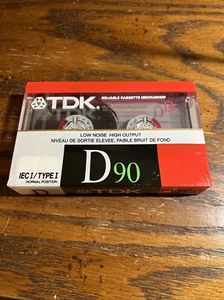 TDK.
RELIABLE CASSETTE MECHANISM
LOW NOISE HIGH OUTPUT
NIVEAU DE SORTIE ELEVEE, FAIBLE BRUIT DE FOND
D90
IEC I/TYPE I
NORMAL POSITION